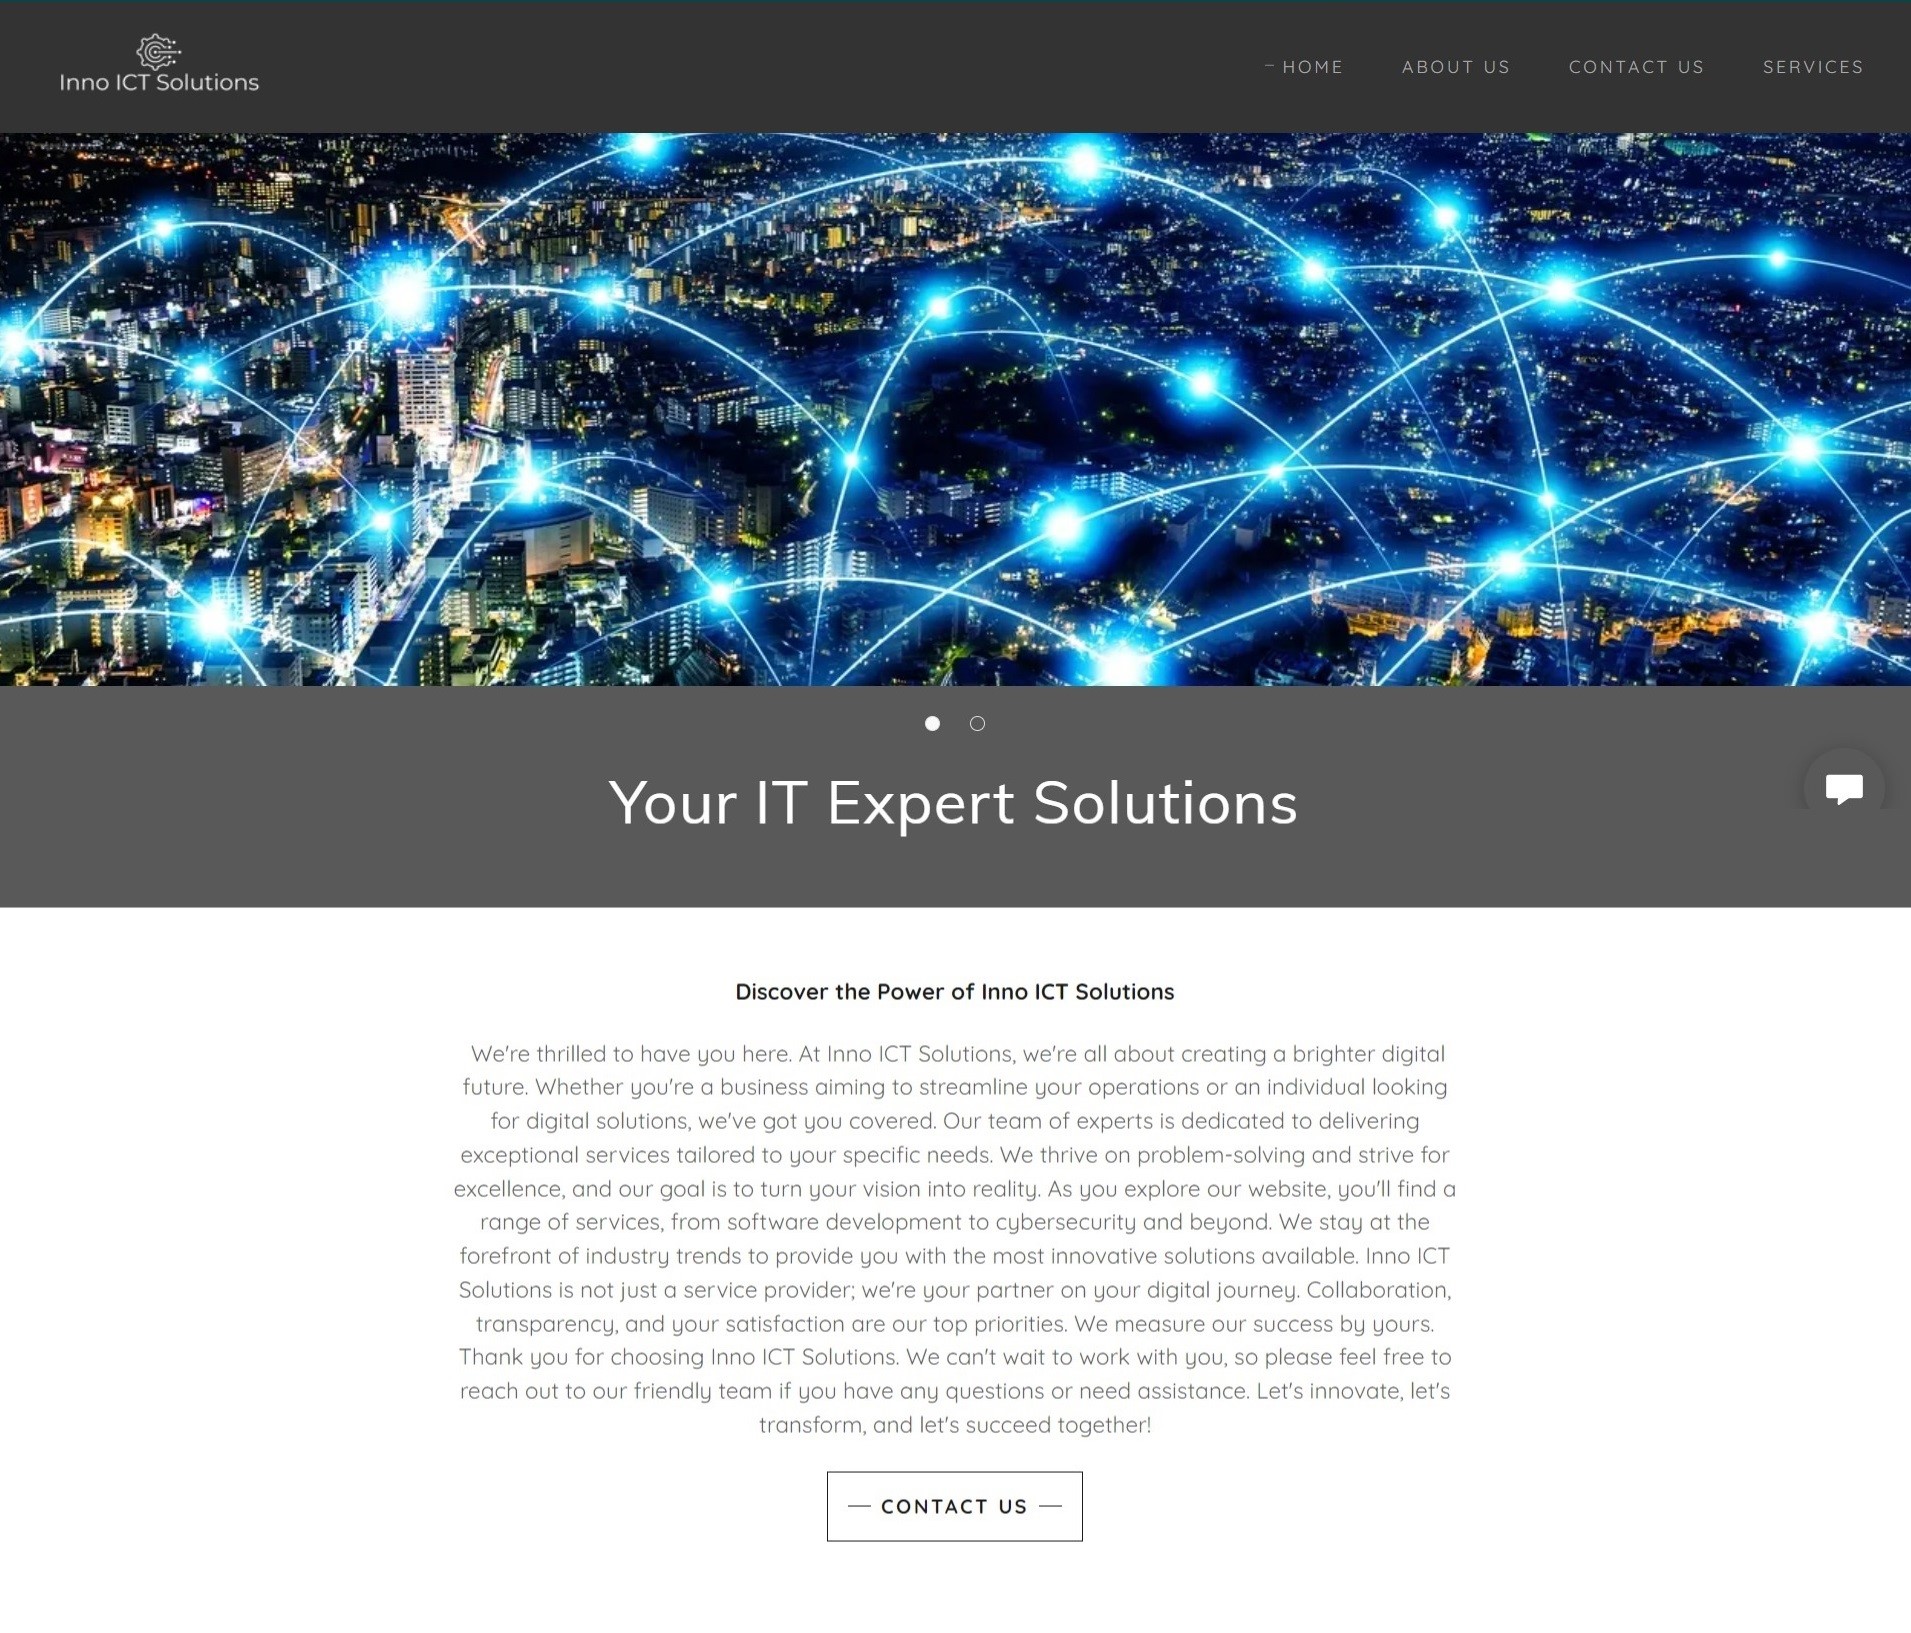 Inno ICT Solutions
HOME
ABOUT US
CONTACT US
SERVICES
Your IT Expert Solutions
Discover the Power of Inno ICT Solutions
We're thrilled to have you here. At Inno ICT Solutions, we're all about creating a brighter digital
future. Whether you're a business aiming to streamline your operations or an individual looking
for digital solutions, we've got you covered. Our team of experts is dedicated to delivering
exceptional services tailored to your specific needs. We thrive on problem-solving and strive for
excellence, and our goal is to turn your vision into reality. As you explore our website, you'll find a
range of services, from software development to cybersecurity and beyond. We stay at the
forefront of industry trends to provide you with the most innovative solutions available. Inno ICT
Solutions is not just a service provider; we're your partner on your digital journey. Collaboration,
transparency, and your satisfaction are our top priorities. We measure our success by yours.
Thank you for choosing Inno ICT Solutions. We can't wait to work with you, so please feel free to
reach out to our friendly team if you have any questions or need assistance. Let's innovate, let's
transform, and let's succeed together!
CONTACT US